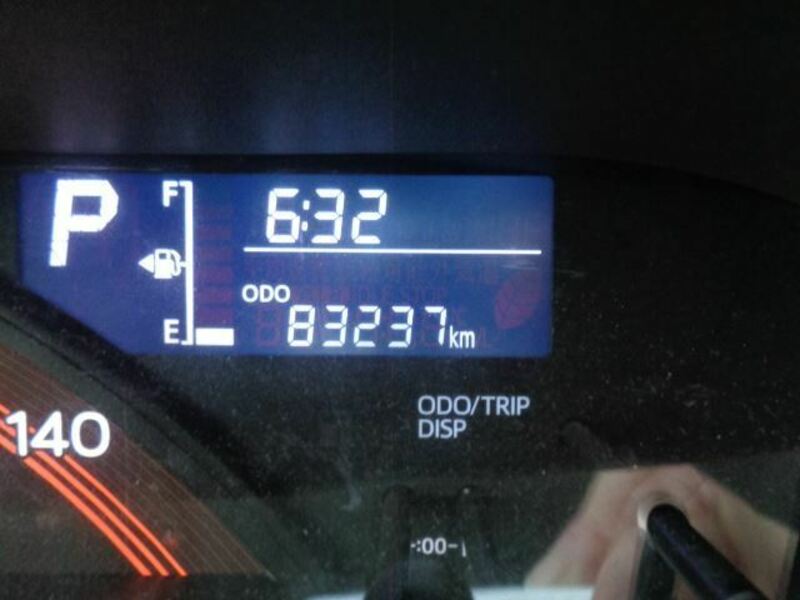 P
F
6:32
E
ODO
83237km
140
ODO/TRIP
DISP
-:00-